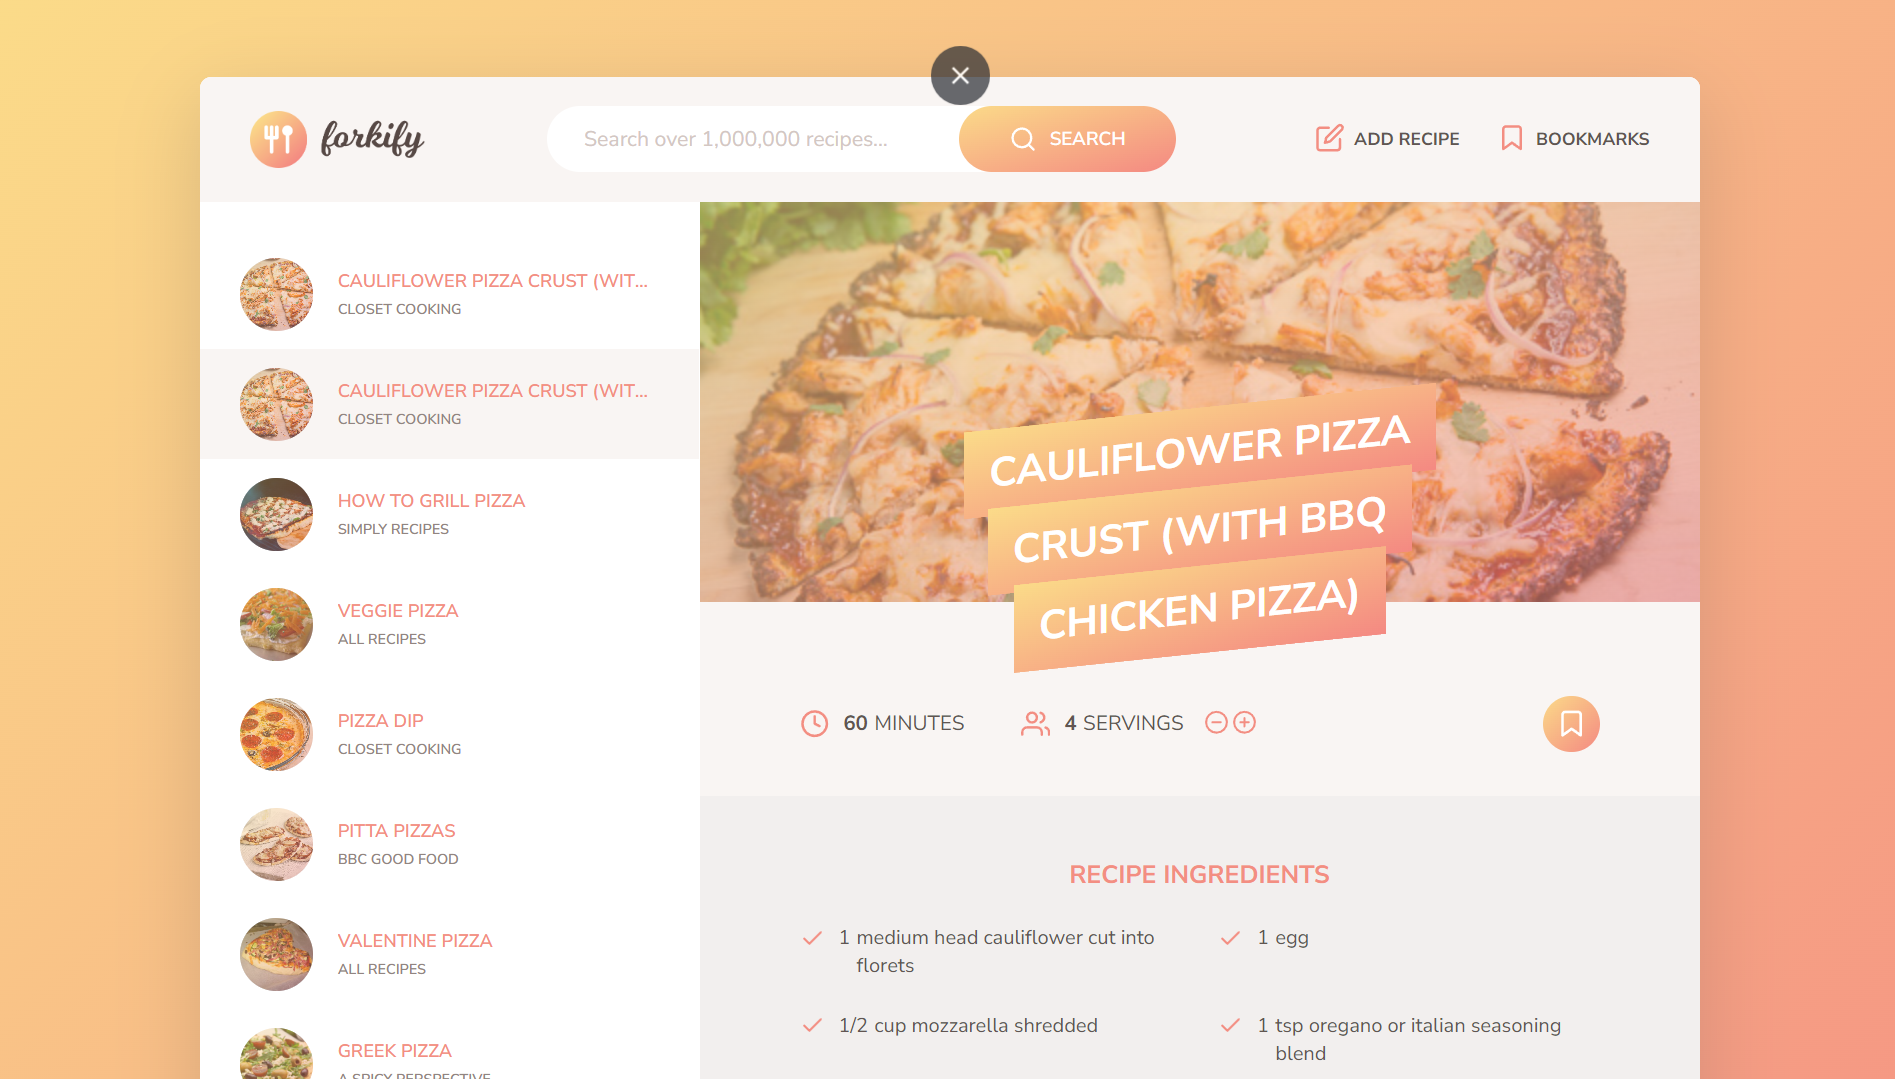 forkify
Search over 1,000,000 recipes...
SEARCH
ADD RECIPE
BOOKMARKS
CAULIFLOWER PIZZA CRUST (WIT...
CLOSET COOKING
CAULIFLOWER PIZZA CRUST (WIT...
CLOSET COOKING
HOW TO GRILL PIZZA
SIMPLY RECIPES
VEGGIE PIZZA
ALL RECIPES
PIZZA DIP
CLOSET COOKING
PITTA PIZZAS
BBC GOOD FOOD
VALENTINE PIZZA
ALL RECIPES
GREEK PIZZA
A SPICY PERSPECTIVE
CAULIFLOWER PIZZA
CRUST (WITH BBQ
CHICKEN PIZZA)
60 MINUTES
4 SERVINGS
RECIPE INGREDIENTS
1 medium head cauliflower cut into
florets
1 egg
1/2 cup mozzarella shredded
1 tsp oregano or italian seasoning
blend